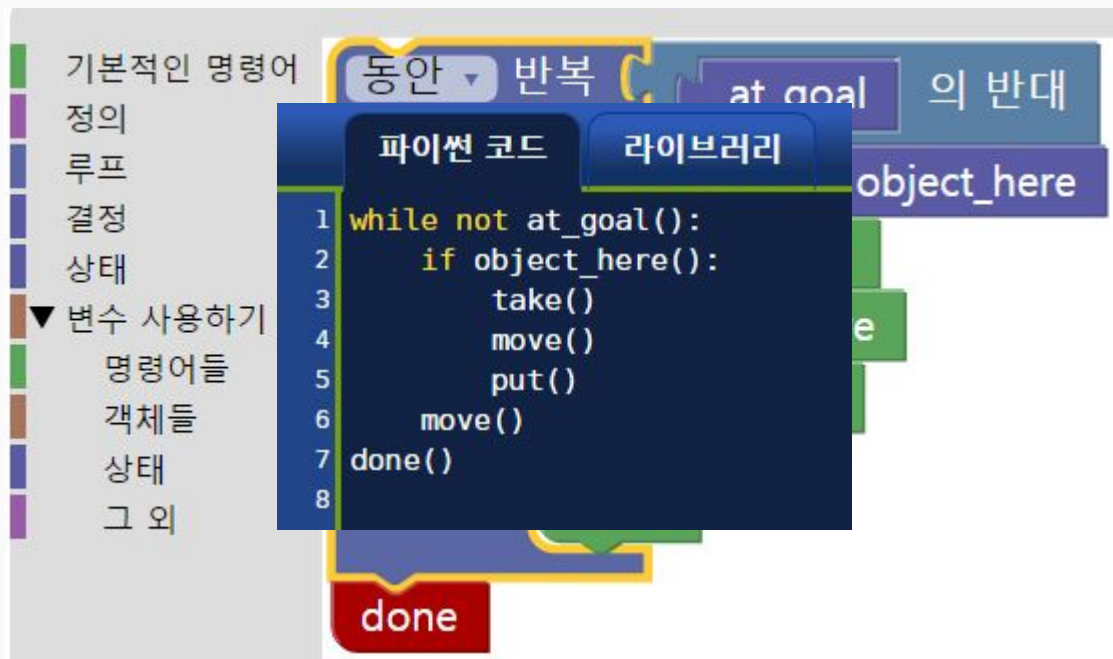 기본적인 명령어
정의
루프
결정
상태
▼ 변수 사용하기
명령어들
객체들
상태
그 외
동안 반복
at_goal 의 반대
object_here
파이썬 코드 라이브러리
1 while not at_goal():
2 if object_here():
3 take()
4 move()
5 put()
6 move()
7 done()
8
done